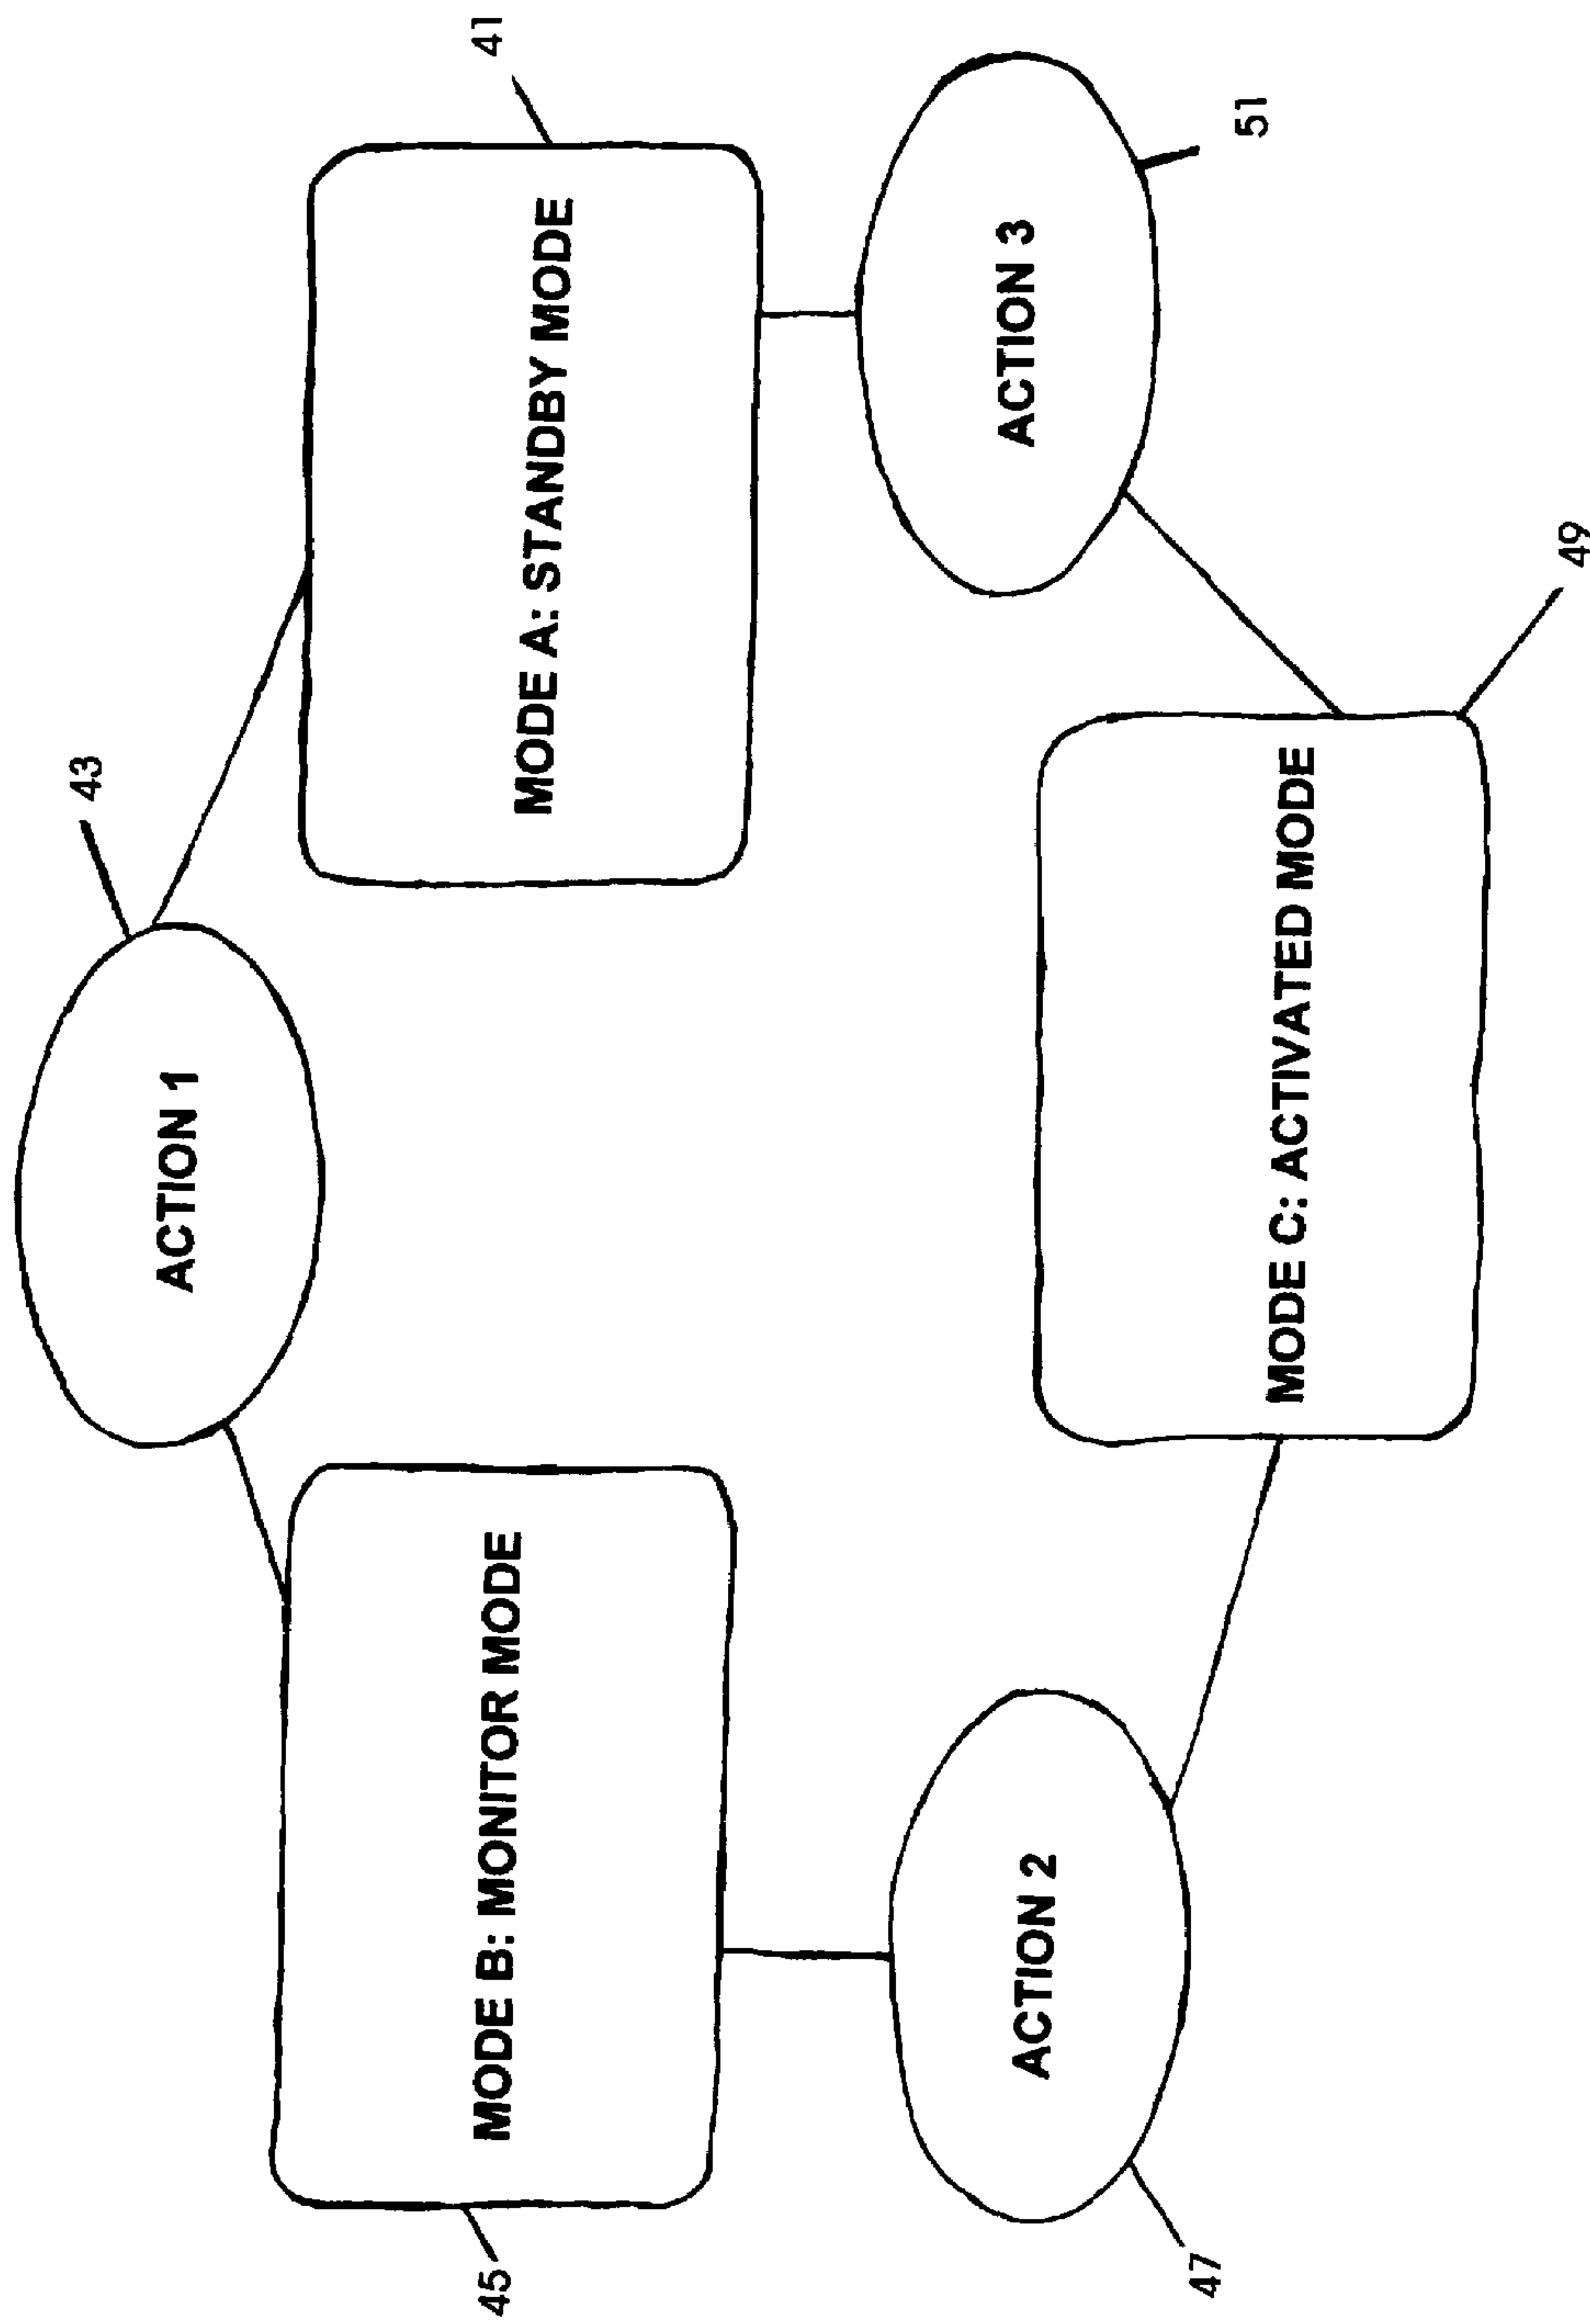 43
ACTION 1
41
MODE B: MONITOR MODE
MODE A: STANDBY MODE
45
ACTION 2
ACTION 3
51
47
MODE C: ACTIVATED MODE
49